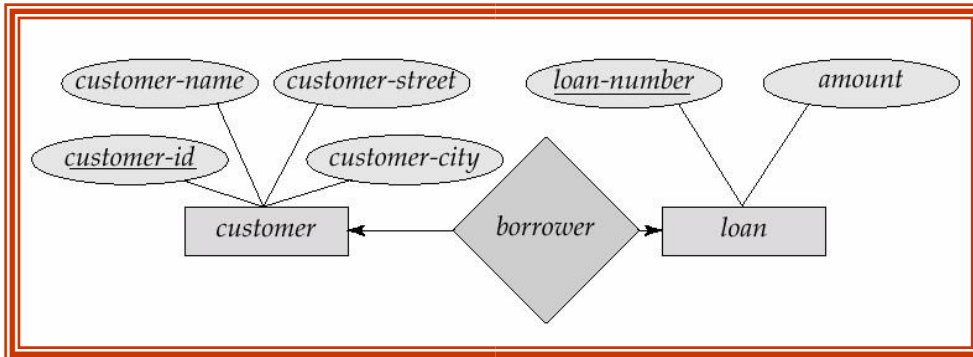 customer-name customer-street loan-number amount
customer-id customer-city
customer borrower loan